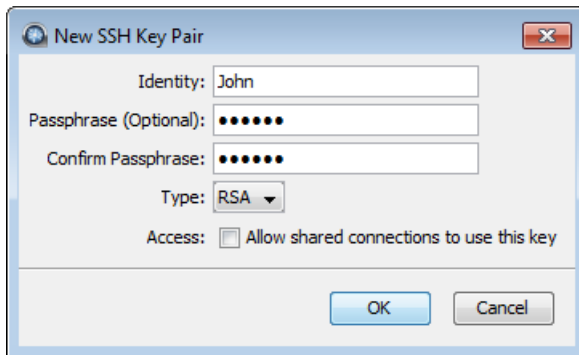 New SSH Key Pair
Identity: John
Passphrase (Optional): ●●●●●●
Confirm Passphrase: ●●●●●●
Type: RSA
Access: Allow shared connections to use this key
OK Cancel